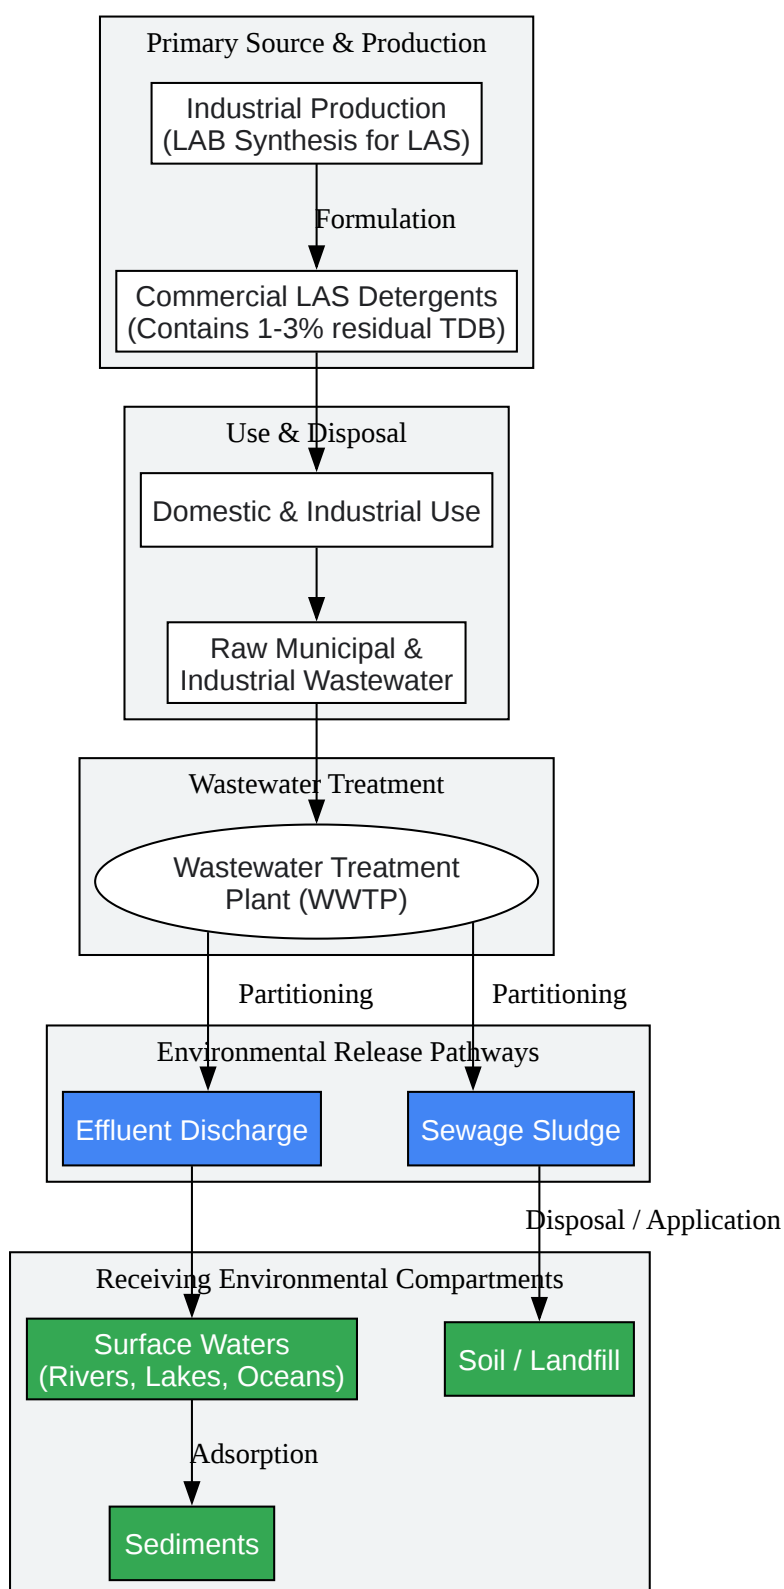 Primary Source & Production
Industrial Production
(LAB Synthesis for LAS)
Formulation
Commercial LAS Detergents
(Contains 1-3% residual TDB)
Use & Disposal
Domestic & Industrial Use
Raw Municipal &
Industrial Wastewater
Wastewater Treatment
Wastewater Treatment
Plant (WWTP)
Partitioning
Partitioning
Environmental Release Pathways
Effluent Discharge
Sewage Sludge
Disposal / Application
Receiving Environmental Compartments
Surface Waters
(Rivers, Lakes, Oceans)
Soil / Landfill
Adsorption
Sediments